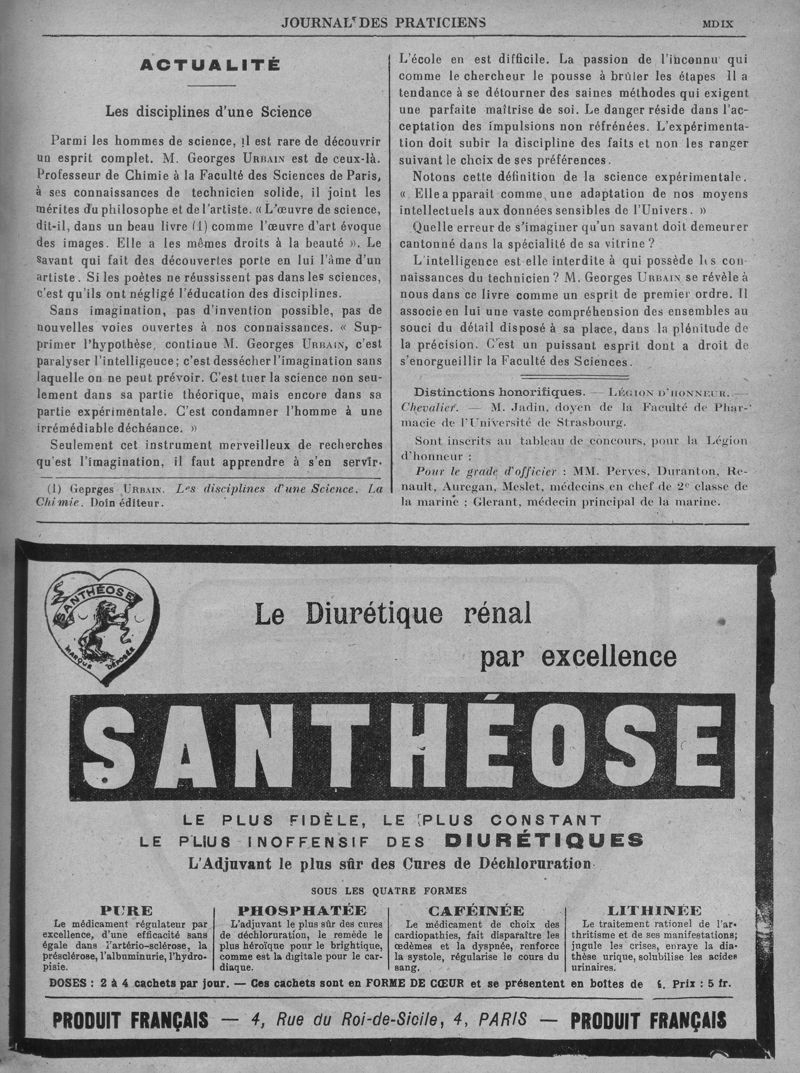 JOURNAL DES PRATICIENS
MDIX
ACTUALITÉ
Les disciplines d'une Science
Parmi les hommes de science, il est rare de découvrir
un esprit complet. M. Georges URBAIN est de ceux-là.
Professeur de Chimie à la Faculté des Sciences de Paris,
à ses connaissances de technicien solide, il joint les
mérites du philosophe et de l'artiste. « L'œuvre de science,
dit-il, dans un beau livre (1) comme l'œuvre d'art évoque
des images. Elle a les mêmes droits à la beauté ». Le
savant qui fait des découvertes porte en lui l'âme d'un
artiste. Si les poètes ne réussissent pas dans les sciences,
c'est qu'ils ont négligé l'éducation des disciplines.
Sans imagination, pas d'invention possible, pas de
nouvelles voies ouvertes à nos connaissances. « Sup-
primer l'hypothèse, continue M. Georges URBAIN, c'est
paralyser l'intelligeuce ; c'est dessécher l'imagination sans
laquelle on ne peut prévoir. C'est tuer la science non seu-
lement dans sa partie théorique, mais encore dans sa
partie expérimentale. C'est condamner l'homme à une
irrémédiable déchéance. »
Seulement cet instrument merveilleux de recherches
qu'est l'imagination, il faut apprendre à s'en servir.
(1) Geprges URBAIN. Les disciplines d'une Science. La
Chimie. Doin éditeur.
L'école en est difficile. La passion de l'inconnu qui
comme le chercheur le pousse à brûler les étapes Il a
tendance à se détourner des saines méthodes qui exigent
une parfaite maîtrise de soi. Le danger réside dans l'ac-
ceptation des impulsions non réfrénées. L'expérimenta-
tion doit subir la discipline des faits et non les ranger
suivant le choix de ses préférences.
Notons cette définition de la science expérimentale.
« Elle apparait comme une adaptation de nos moyens
intellectuels aux données sensibles de l'Univers. »
Quelle erreur de s'imaginer qu'un savant doit demeurer
cantonné dans la spécialité de sa vitrine ?
L'intelligence est elle interdite à qui possède les con-
naissances du technicien ? M. Georges URBAIN se révèle à
nous dans ce livre comme un esprit de premier ordre. Il
associe en lui une vaste compréhension des ensembles au
souci du détail disposé à sa place, dans la plénitude de
la précision. C'est un puissant esprit dont a droit de
s'enorgueillir la Faculté des Sciences.
Distinctions honorifiques. — LÉGION D'HONNEUR. —
Chevalier. — M. Jadin, doyen de la Faculté de Phar-
macie de l'Université de Strasbourg.
Sont inscrits au tableau de concours, pour la Légion
d'honneur :
Pour le grade d'officier : MM. Perves, Duranton, Re-
nault, Auregan, Meslet, médecins en chef de 2e classe de
la marine ; Glerant, médecin principal de la marine.
SANTHÉOSE
MARQUE DÉPOSÉE
Le Diurétique rénal
par excellence
SANTHÉOSE
LE PLUS FIDÈLE, LE PLUS CONSTANT
LE PLUS INOFFENSIF DES DIURÉTIQUES
L'Adjuvant le plus sûr des Cures de Déchloruration
SOUS LES QUATRE FORMES
PURE
Le médicament régulateur par
excellence, d'une efficacité sans
égale dans l'artério-sclérose, la
présclérose, l'albuminurie, l'hydro-
pisie.
PHOSPHATÉE
L'adjuvant le plus sûr des cures
de déchloruration, le remède le
plus héroïque pour le brightique,
comme est la digitale pour le car-
diaque.
CAFÉINÉE
Le médicament de choix des
cardiopathies, fait disparaître les
œdèmes et la dyspnée, renforce
la systole, régularise le cours du
sang.
LITHINÉE
Le traitement rationel de l'ar-
thritisme et de ses manifestations;
jugule les crises, enraye la dia-
thèse urique, solubilise les acides
urinaires.
DOSES : 2 à 4 cachets par jour. — Ces cachets sont en FORME DE CŒUR et se présentent en boîtes de . Prix : 5 fr.
PRODUIT FRANÇAIS — 4, Rue du Roi-de-Sicile, 4, PARIS — PRODUIT FRANÇAIS